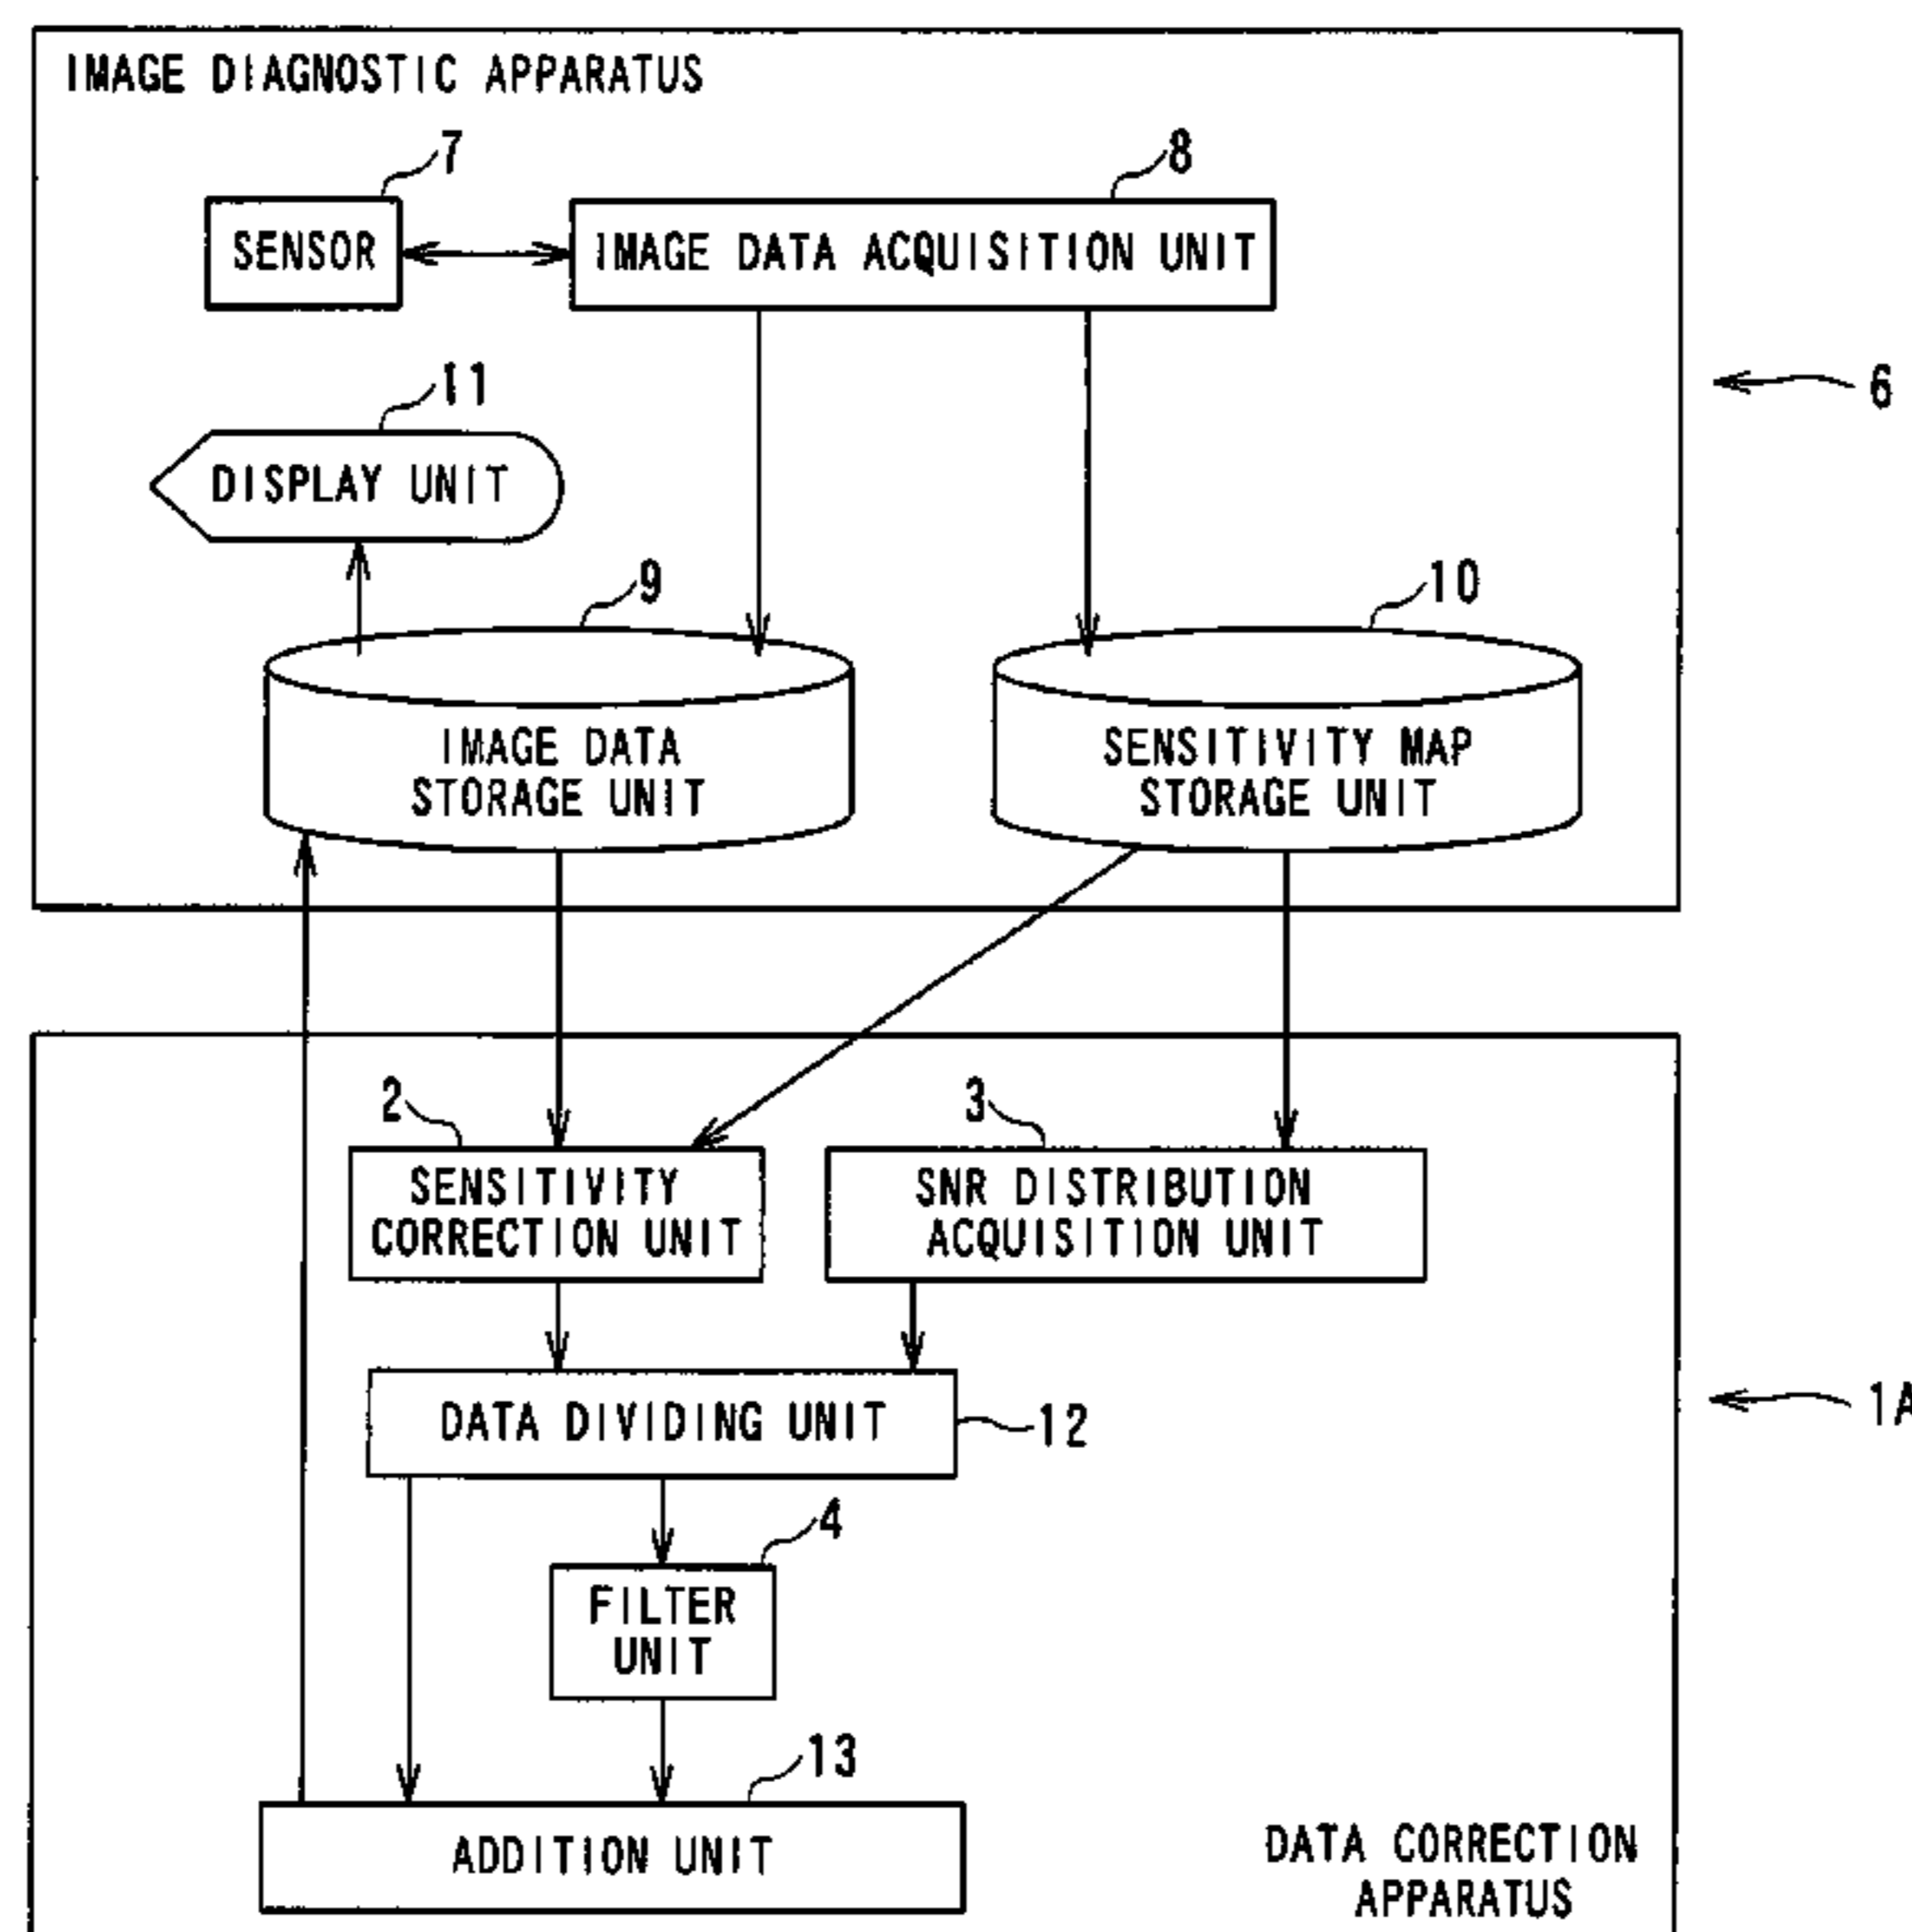 IMAGE DIAGNOSTIC APPARATUS
7
8
SENSOR
IMAGE DATA ACQUISITION UNIT
6
11
DISPLAY UNIT
9
10
IMAGE DATA
STORAGE UNIT
SENSITIVITY MAP
STORAGE UNIT
2
3
SENSITIVITY
CORRECTION UNIT
SNR DISTRIBUTION
ACQUISITION UNIT
1A
DATA DIVIDING UNIT
12
4
FILTER
UNIT
13
ADDITION UNIT
DATA CORRECTION
APPARATUS